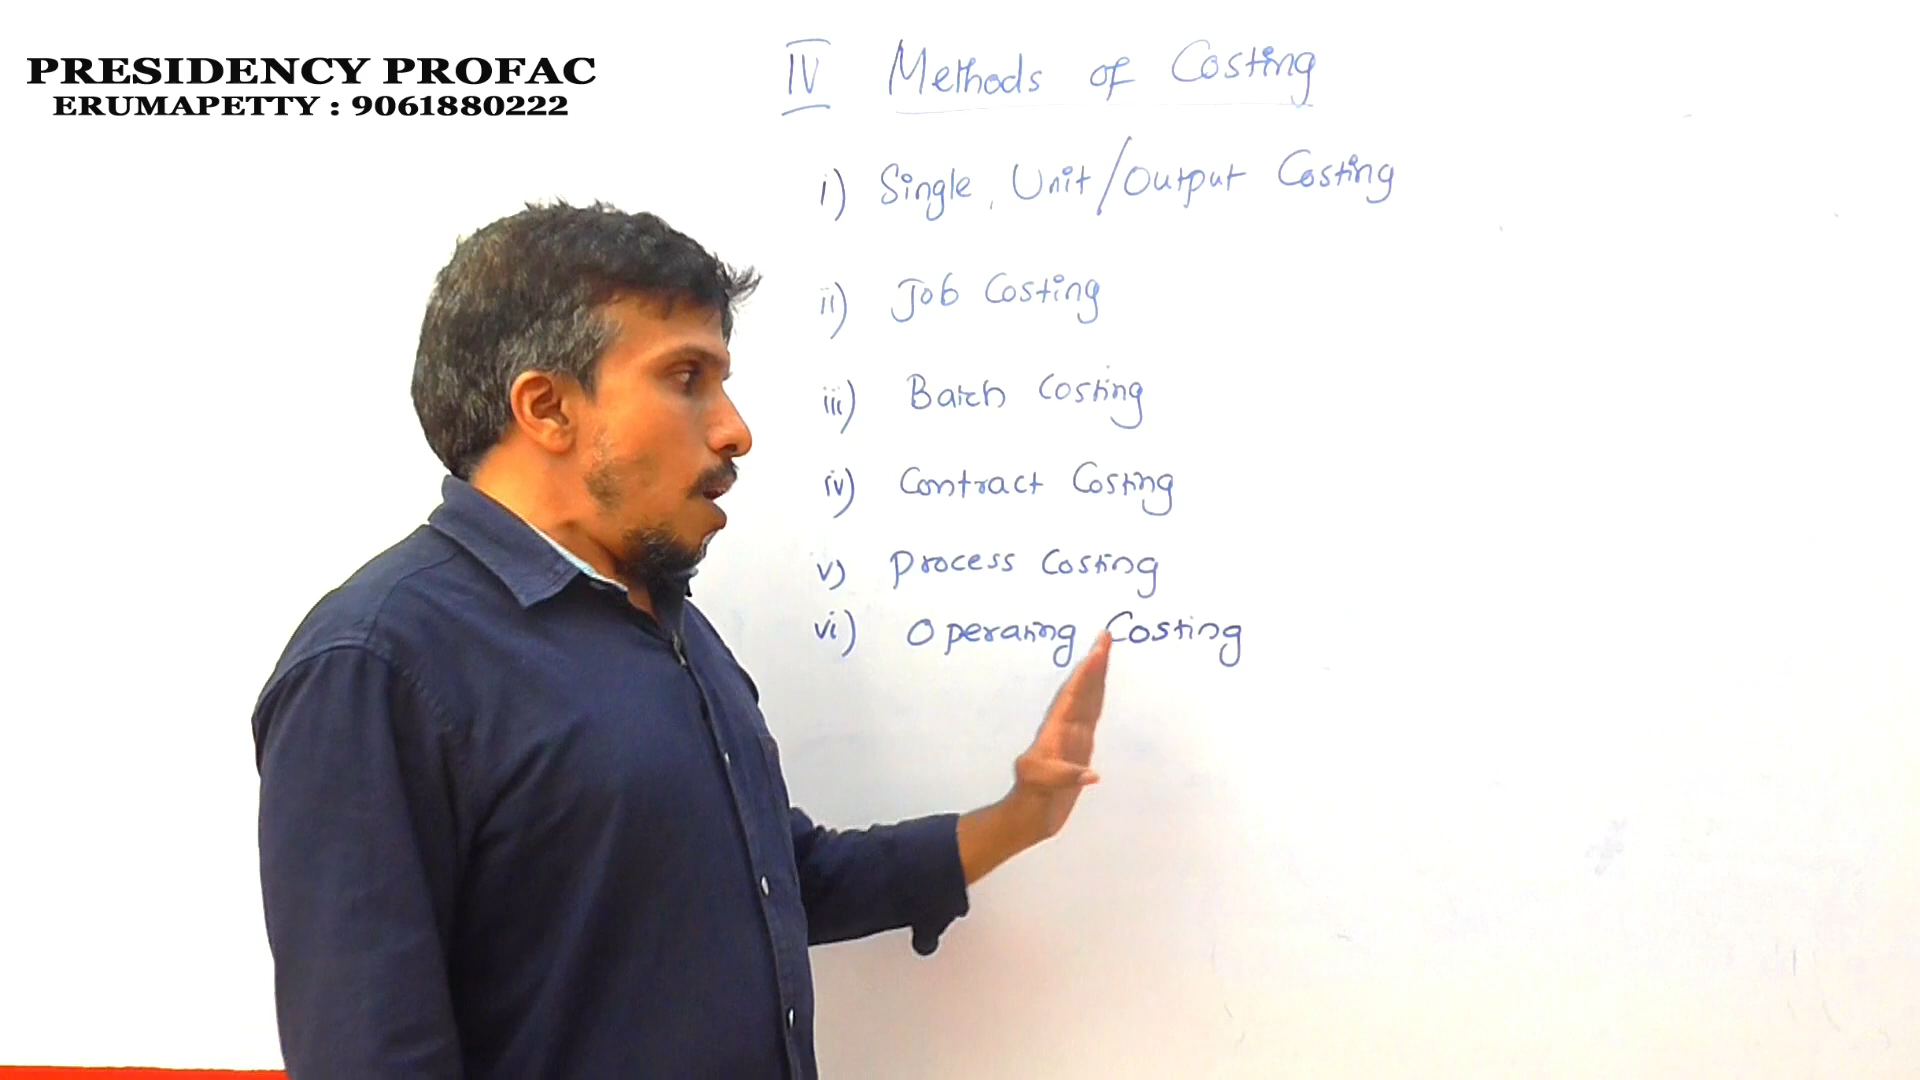 PRESIDENCY PROFAC
ERUMAPETTY : 9061880222
IV Methods of Costing
i) Single, Unit/Output Costing
ii) Job Costing
iii) Batch Costing
iv) Contract Costing
v) Process Costing
vi) Operating Costing